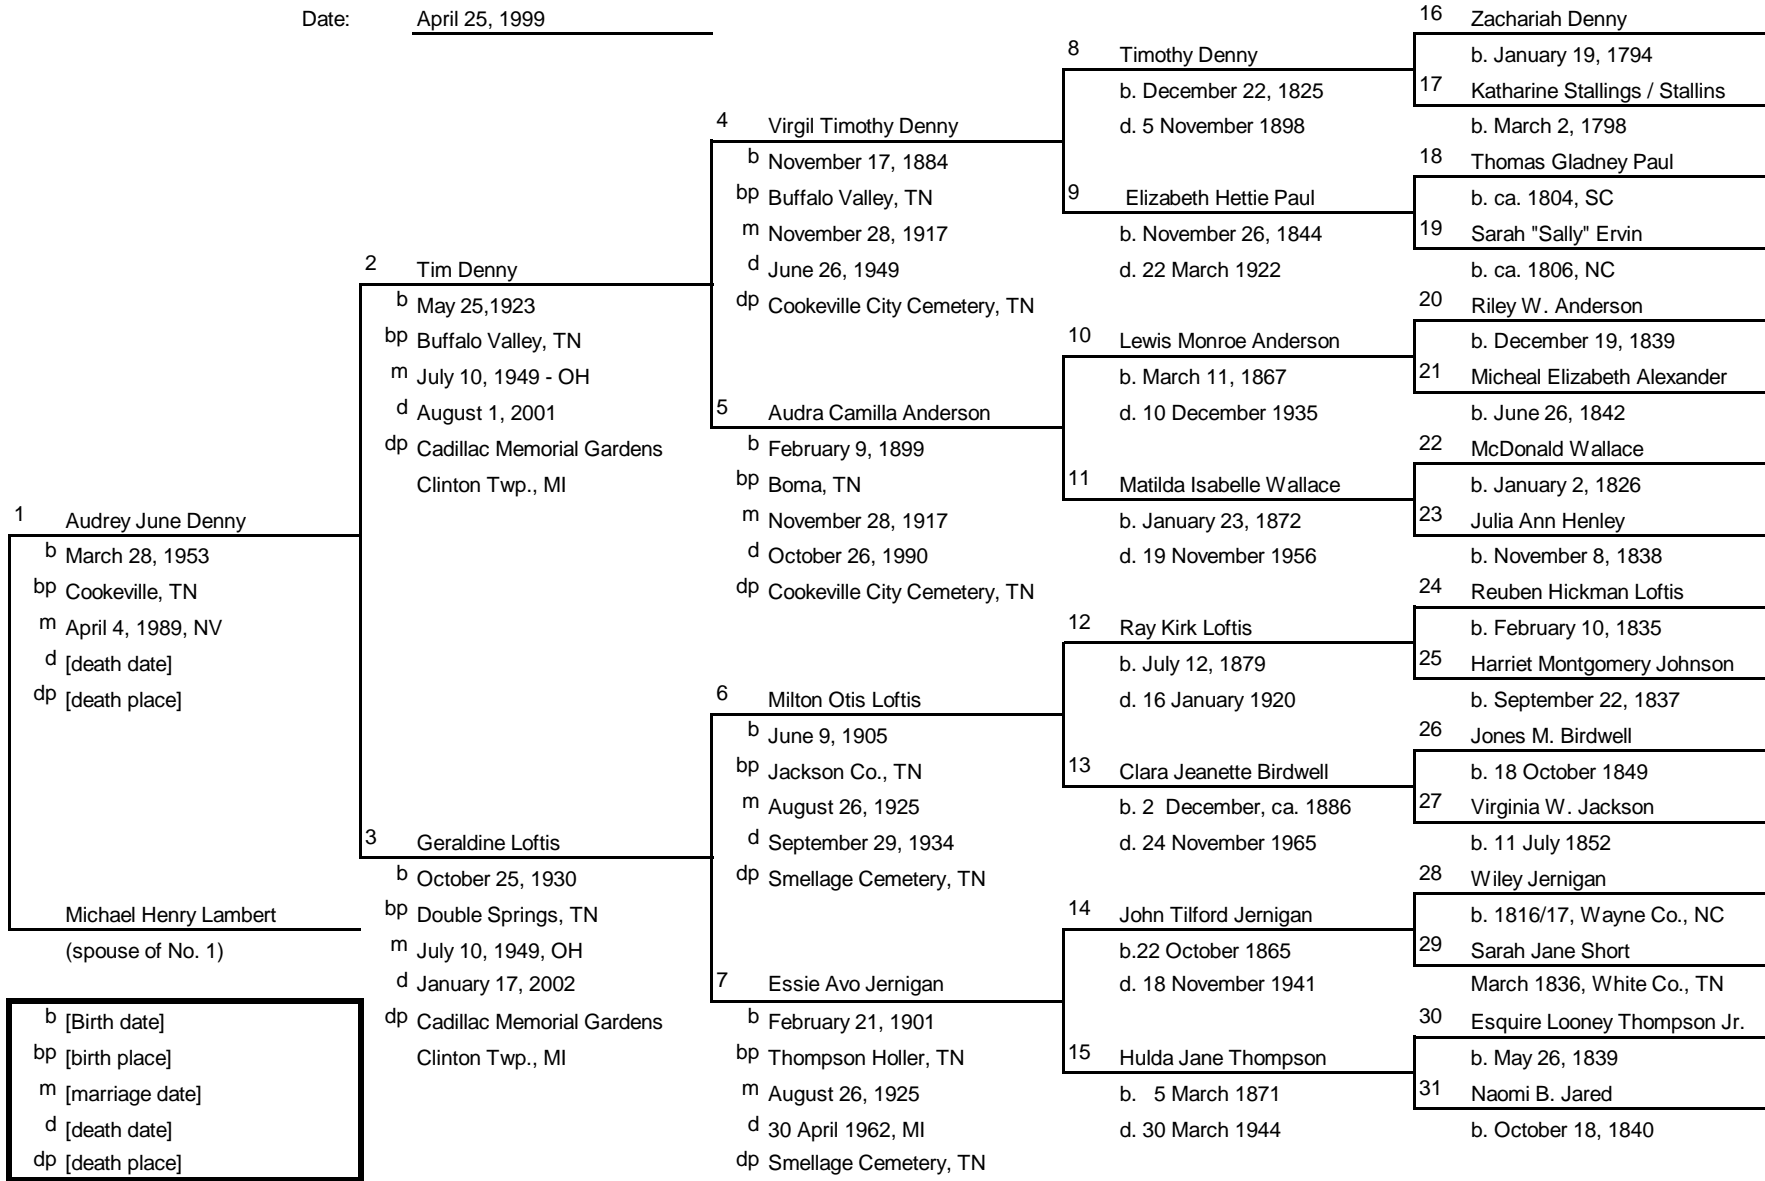 Date: April 25, 1999
1 Audrey June Denny
b March 28, 1953
bp Cookeville, TN
m April 4, 1989, NV
d [death date]
dp [death place]
Michael Henry Lambert
(spouse of No. 1)
b [Birth date]
bp [birth place]
m [marriage date]
d [death date]
dp [death place]
2 Tim Denny
b May 25,1923
bp Buffalo Valley, TN
m July 10, 1949 - OH
d August 1, 2001
dp Cadillac Memorial Gardens
Clinton Twp., MI
3 Geraldine Loftis
b October 25, 1930
bp Double Springs, TN
m July 10, 1949, OH
d January 17, 2002
dp Cadillac Memorial Gardens
Clinton Twp., MI
4 Virgil Timothy Denny
b November 17, 1884
bp Buffalo Valley, TN
m November 28, 1917
d June 26, 1949
dp Cookeville City Cemetery, TN
5 Audra Camilla Anderson
b February 9, 1899
bp Boma, TN
m November 28, 1917
d October 26, 1990
dp Cookeville City Cemetery, TN
6 Milton Otis Loftis
b June 9, 1905
bp Jackson Co., TN
m August 26, 1925
d September 29, 1934
dp Smellage Cemetery, TN
7 Essie Avo Jernigan
b February 21, 1901
bp Thompson Holler, TN
m August 26, 1925
d 30 April 1962, MI
dp Smellage Cemetery, TN
8 Timothy Denny
b. December 22, 1825
d. 5 November 1898
9 Elizabeth Hettie Paul
b. November 26, 1844
d. 22 March 1922
10 Lewis Monroe Anderson
b. March 11, 1867
d. 10 December 1935
11 Matilda Isabelle Wallace
b. January 23, 1872
d. 19 November 1956
12 Ray Kirk Loftis
b. July 12, 1879
d. 16 January 1920
13 Clara Jeanette Birdwell
b. 2 December, ca. 1886
d. 24 November 1965
14 John Tilford Jernigan
b.22 October 1865
d. 18 November 1941
15 Hulda Jane Thompson
b. 5 March 1871
d. 30 March 1944
16 Zachariah Denny
b. January 19, 1794
17 Katharine Stallings / Stallins
b. March 2, 1798
18 Thomas Gladney Paul
b. ca. 1804, SC
19 Sarah "Sally" Ervin
b. ca. 1806, NC
20 Riley W. Anderson
b. December 19, 1839
21 Micheal Elizabeth Alexander
b. June 26, 1842
22 McDonald Wallace
b. January 2, 1826
23 Julia Ann Henley
b. November 8, 1838
24 Reuben Hickman Loftis
b. February 10, 1835
25 Harriet Montgomery Johnson
b. September 22, 1837
26 Jones M. Birdwell
b. 18 October 1849
27 Virginia W. Jackson
b. 11 July 1852
28 Wiley Jernigan
b. 1816/17, Wayne Co., NC
29 Sarah Jane Short
March 1836, White Co., TN
30 Esquire Looney Thompson Jr.
b. May 26, 1839
31 Naomi B. Jared
b. October 18, 1840